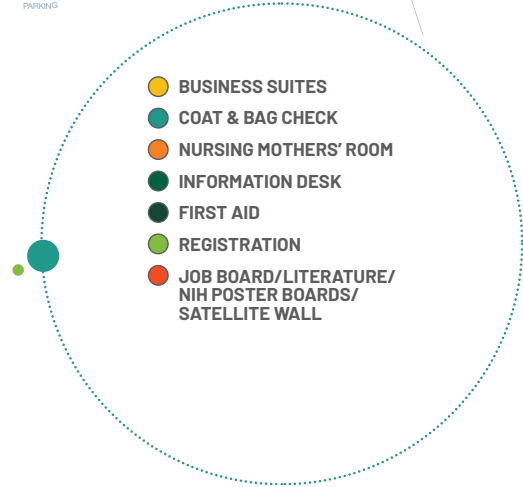 PARKING
BUSINESS SUITES
COAT & BAG CHECK
NURSING MOTHERS’ ROOM
INFORMATION DESK
FIRST AID
REGISTRATION
JOB BOARD/LITERATURE/
NIH POSTER BOARDS/
SATELLITE WALL